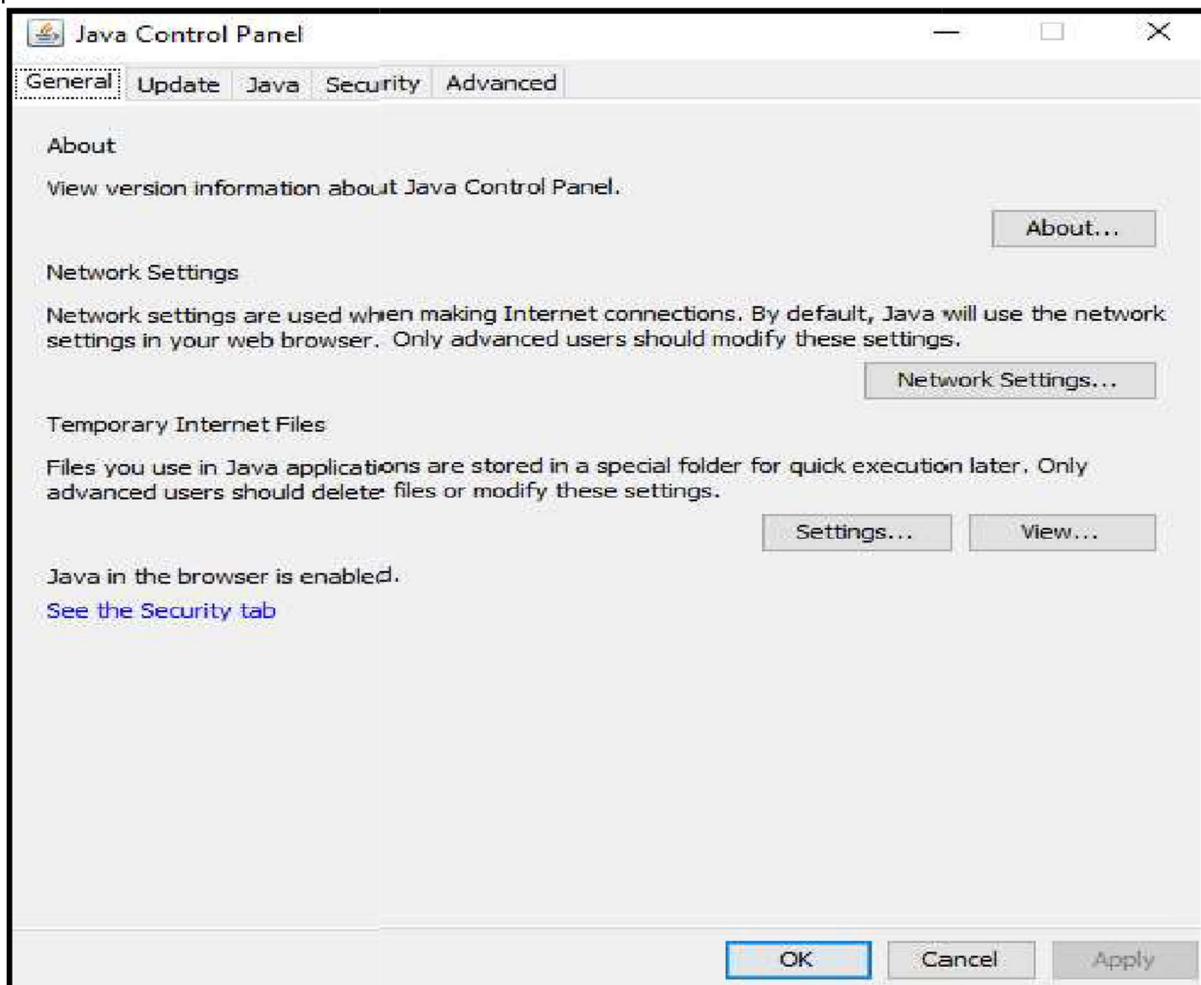 Java Control Panel
General Update Java Security Advanced
About
View version information about Java Control Panel.
About...
Network Settings
Network settings are used when making Internet connections. By default, Java will use the network
settings in your web browser. Only advanced users should modify these settings.
Network Settings...
Temporary Internet Files
Files you use in Java applications are stored in a special folder for quick execution later. Only
advanced users should delete files or modify these settings.
Settings... View...
Java in the browser is enabled.
See the Security tab
OK Cancel Apply